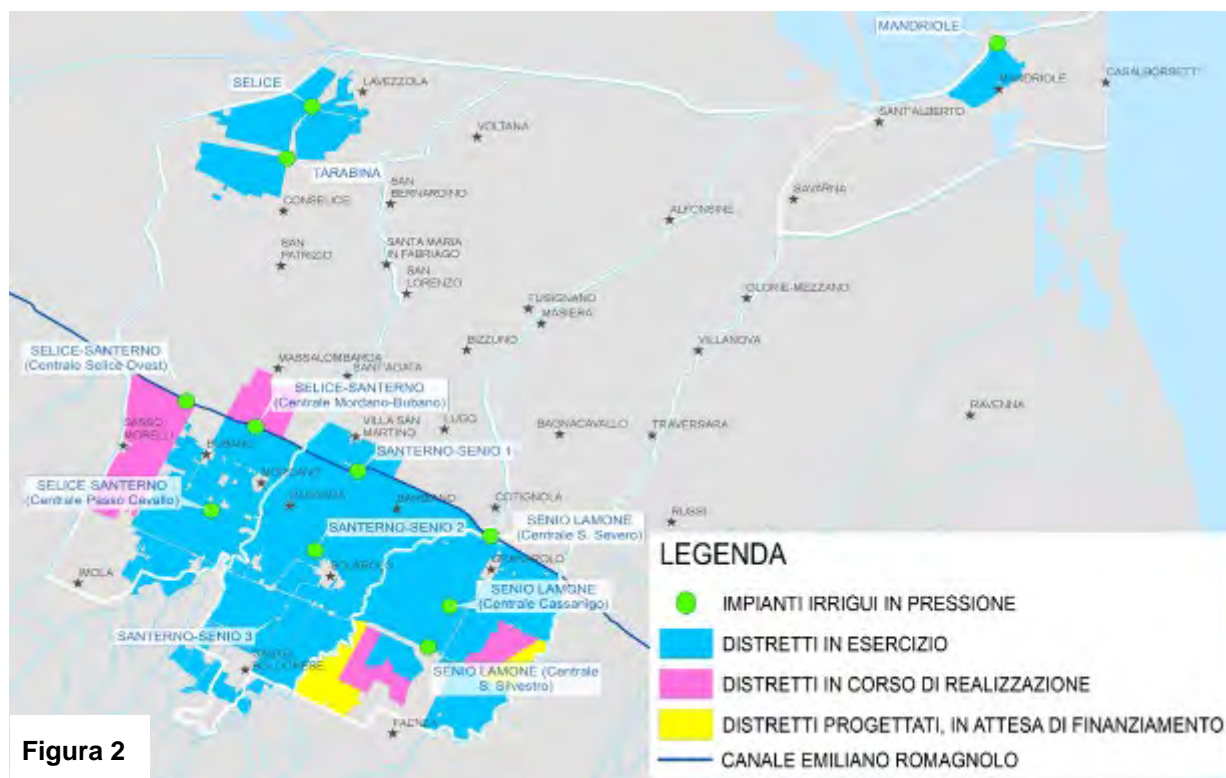 MANDRIOLE
SELICE
LAVEZZOLA
MANDRIOLE
CASALBORSETTI
SANT'ALBERTO
VOLTANA
TARABINA
SAN
BERNARDINO
CONSELICE
SAVARNA
ALFONSINE
SAN
PATRIZIO
SANTA MARIA
IN FABRIAGO
SAN
LORENZO
GLORIE-MEZZANO
FUSIGNANO
MASIERA
SELICE-SANTERNO
(Centrale Selice Ovest)
BIZZUNO
VILLANOVA
MASSALOMBARDA
SANT'AGATA
SELICE-SANTERNO
(Centrale Mordano-Bubano)
RAVENNA
SASSO
MORELLI
VILLA SAN
MARTINO
LUGO
BAGNACAVALLO
TRAVERSARA
BUBANO
SANTERNO-SENIO 1
MORDANO
SELICE-SANTERNO
(Centrale Passo Cavallo)
BARBIANO
COTIGNOLA
RUSSI
SANTERNO-SENIO 2
SENIO LAMONE
(Centrale S. Severo)
IMOLA
SOLAROLO
GRANAROLO
SENIO LAMONE
(Centrale Cassanigo)
SANTERNO-SENIO 3
BOLOGNESE
SENIO LAMONE (Centrale
S. Silvestro)
FAENZA
LEGENDA
IMPIANTI IRRIGUI IN PRESSIONE
DISTRETTI IN ESERCIZIO
DISTRETTI IN CORSO DI REALIZZAZIONE
DISTRETTI PROGETTATI, IN ATTESA DI FINANZIAMENTO
CANALE EMILIANO ROMAGNOLO
Figura 2